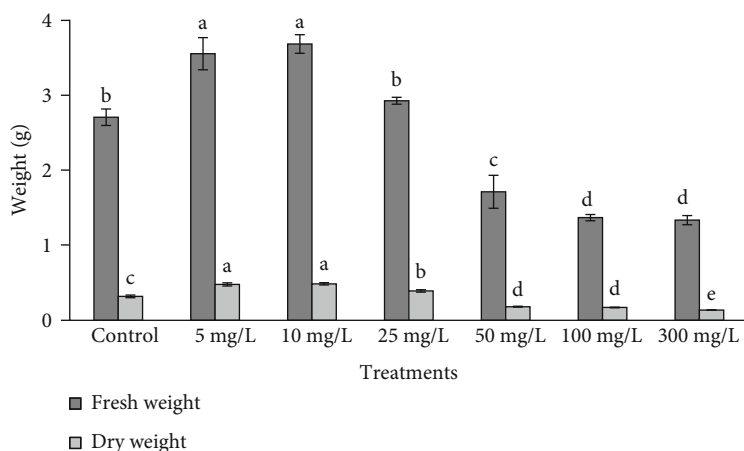 4
3
2
1
0
Weight (g)
b
c
a
a
a
a
b
b
c
d
d
d
d
e
Control
5 mg/L
10 mg/L
25 mg/L
50 mg/L
100 mg/L
300 mg/L
Treatments
Fresh weight
Dry weight